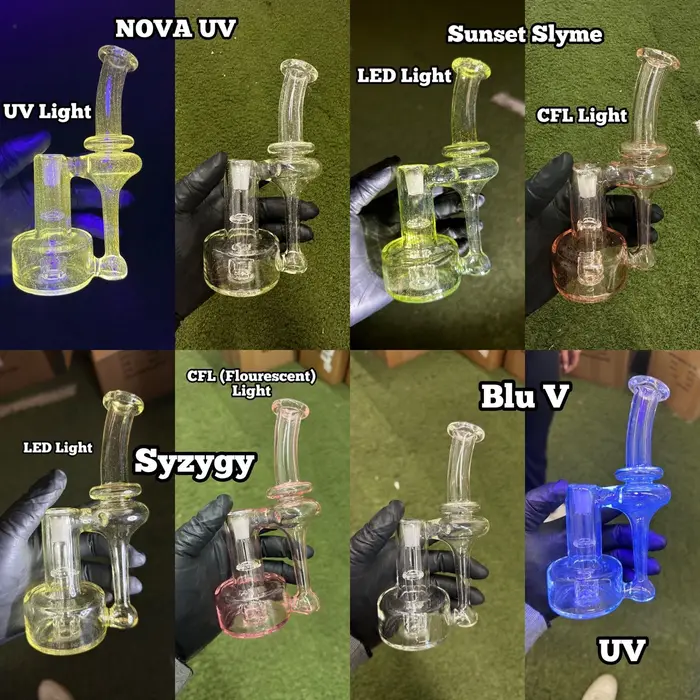 NOVA UV
UV Light
Sunset Slyme
LED Light
CFL Light
LED Light
CFL (Flourescent)
Light
Syzygy
Blu V
UV